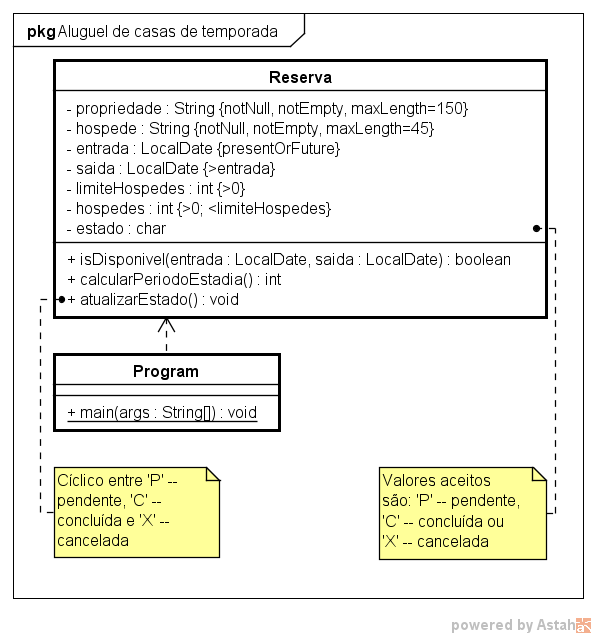 pkg Aluguel de casas de temporada
Reserva
- propriedade : String {notNull, notEmpty, maxLength=150}
- hospede : String {notNull, notEmpty, maxLength=45}
- entrada : LocalDate {presentOrFuture}
- saida : LocalDate {>entrada}
- limiteHospedes : int {>0}
- hospedes : int {>0; <limiteHospedes}
- estado : char
+ isDisponivel(entrada : LocalDate, saida : LocalDate) : boolean
+ calcularPeriodoEstadia() : int
+ atualizarEstado() : void
Program
+ main(args : String[]) : void
Cíclico entre 'P' --
pendente, 'C' --
concluída e 'X' --
cancelada
Valores aceitos
são: 'P' -- pendente,
'C' -- concluída ou
'X' -- cancelada
powered by Astah